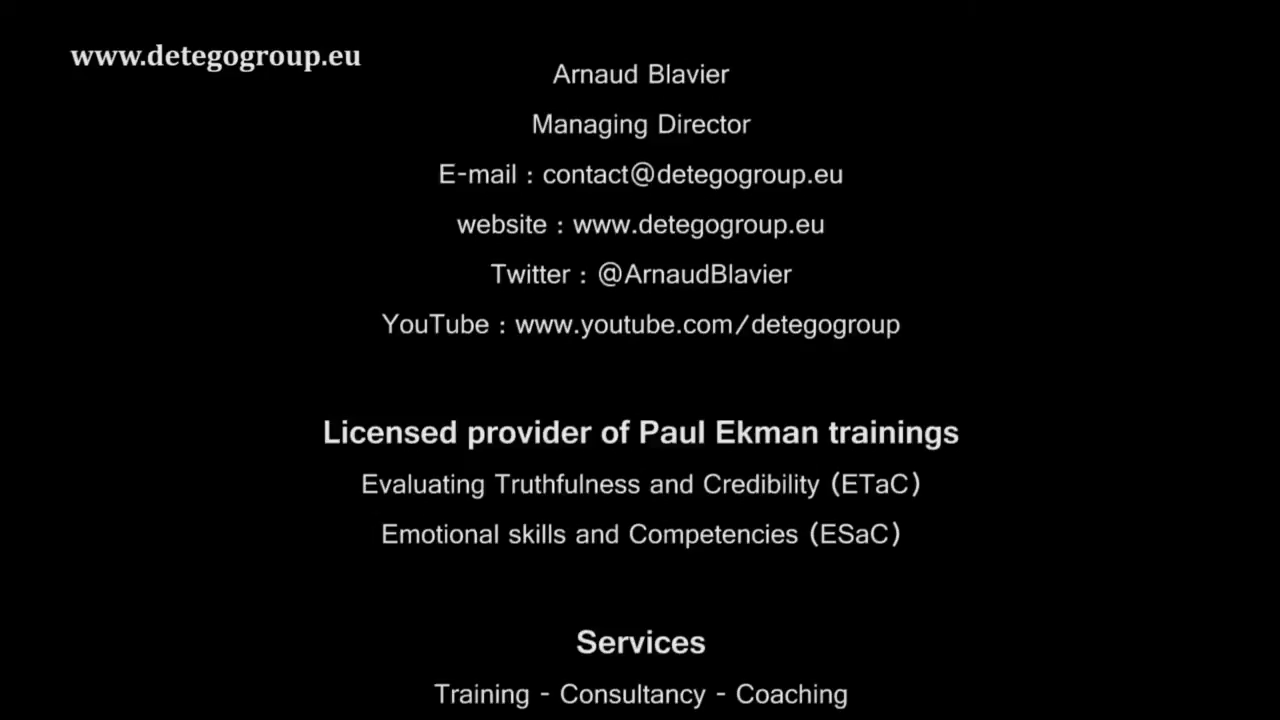 www.detegogroup.eu
Arnaud Blavier
Managing Director
E-mail : contact@detegogroup.eu
website : www.detegogroup.eu
Twitter : @ArnaudBlavier
YouTube : www.youtube.com/detegogroup
Licensed provider of Paul Ekman trainings
Evaluating Truthfulness and Credibility (ETaC)
Emotional skills and Competencies (ESaC)
Services
Training - Consultancy - Coaching